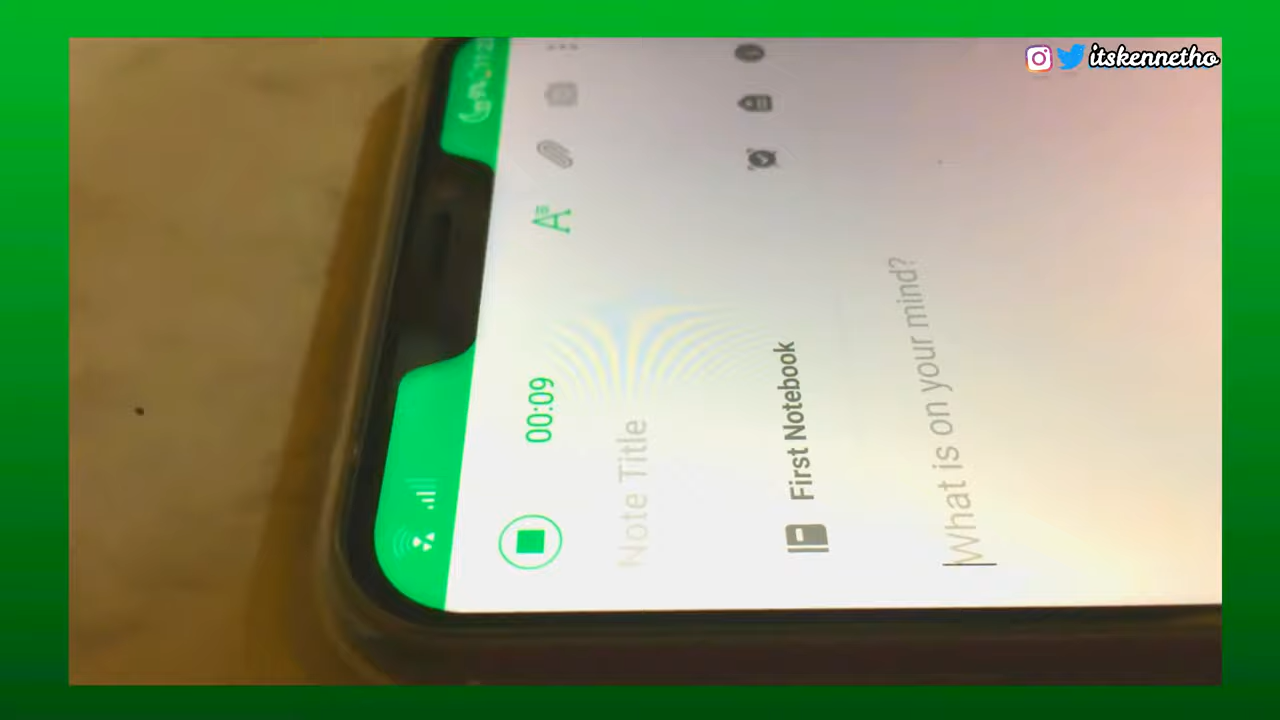 itskennetho
00:09
Note Title
First Notebook
What is on your mind?